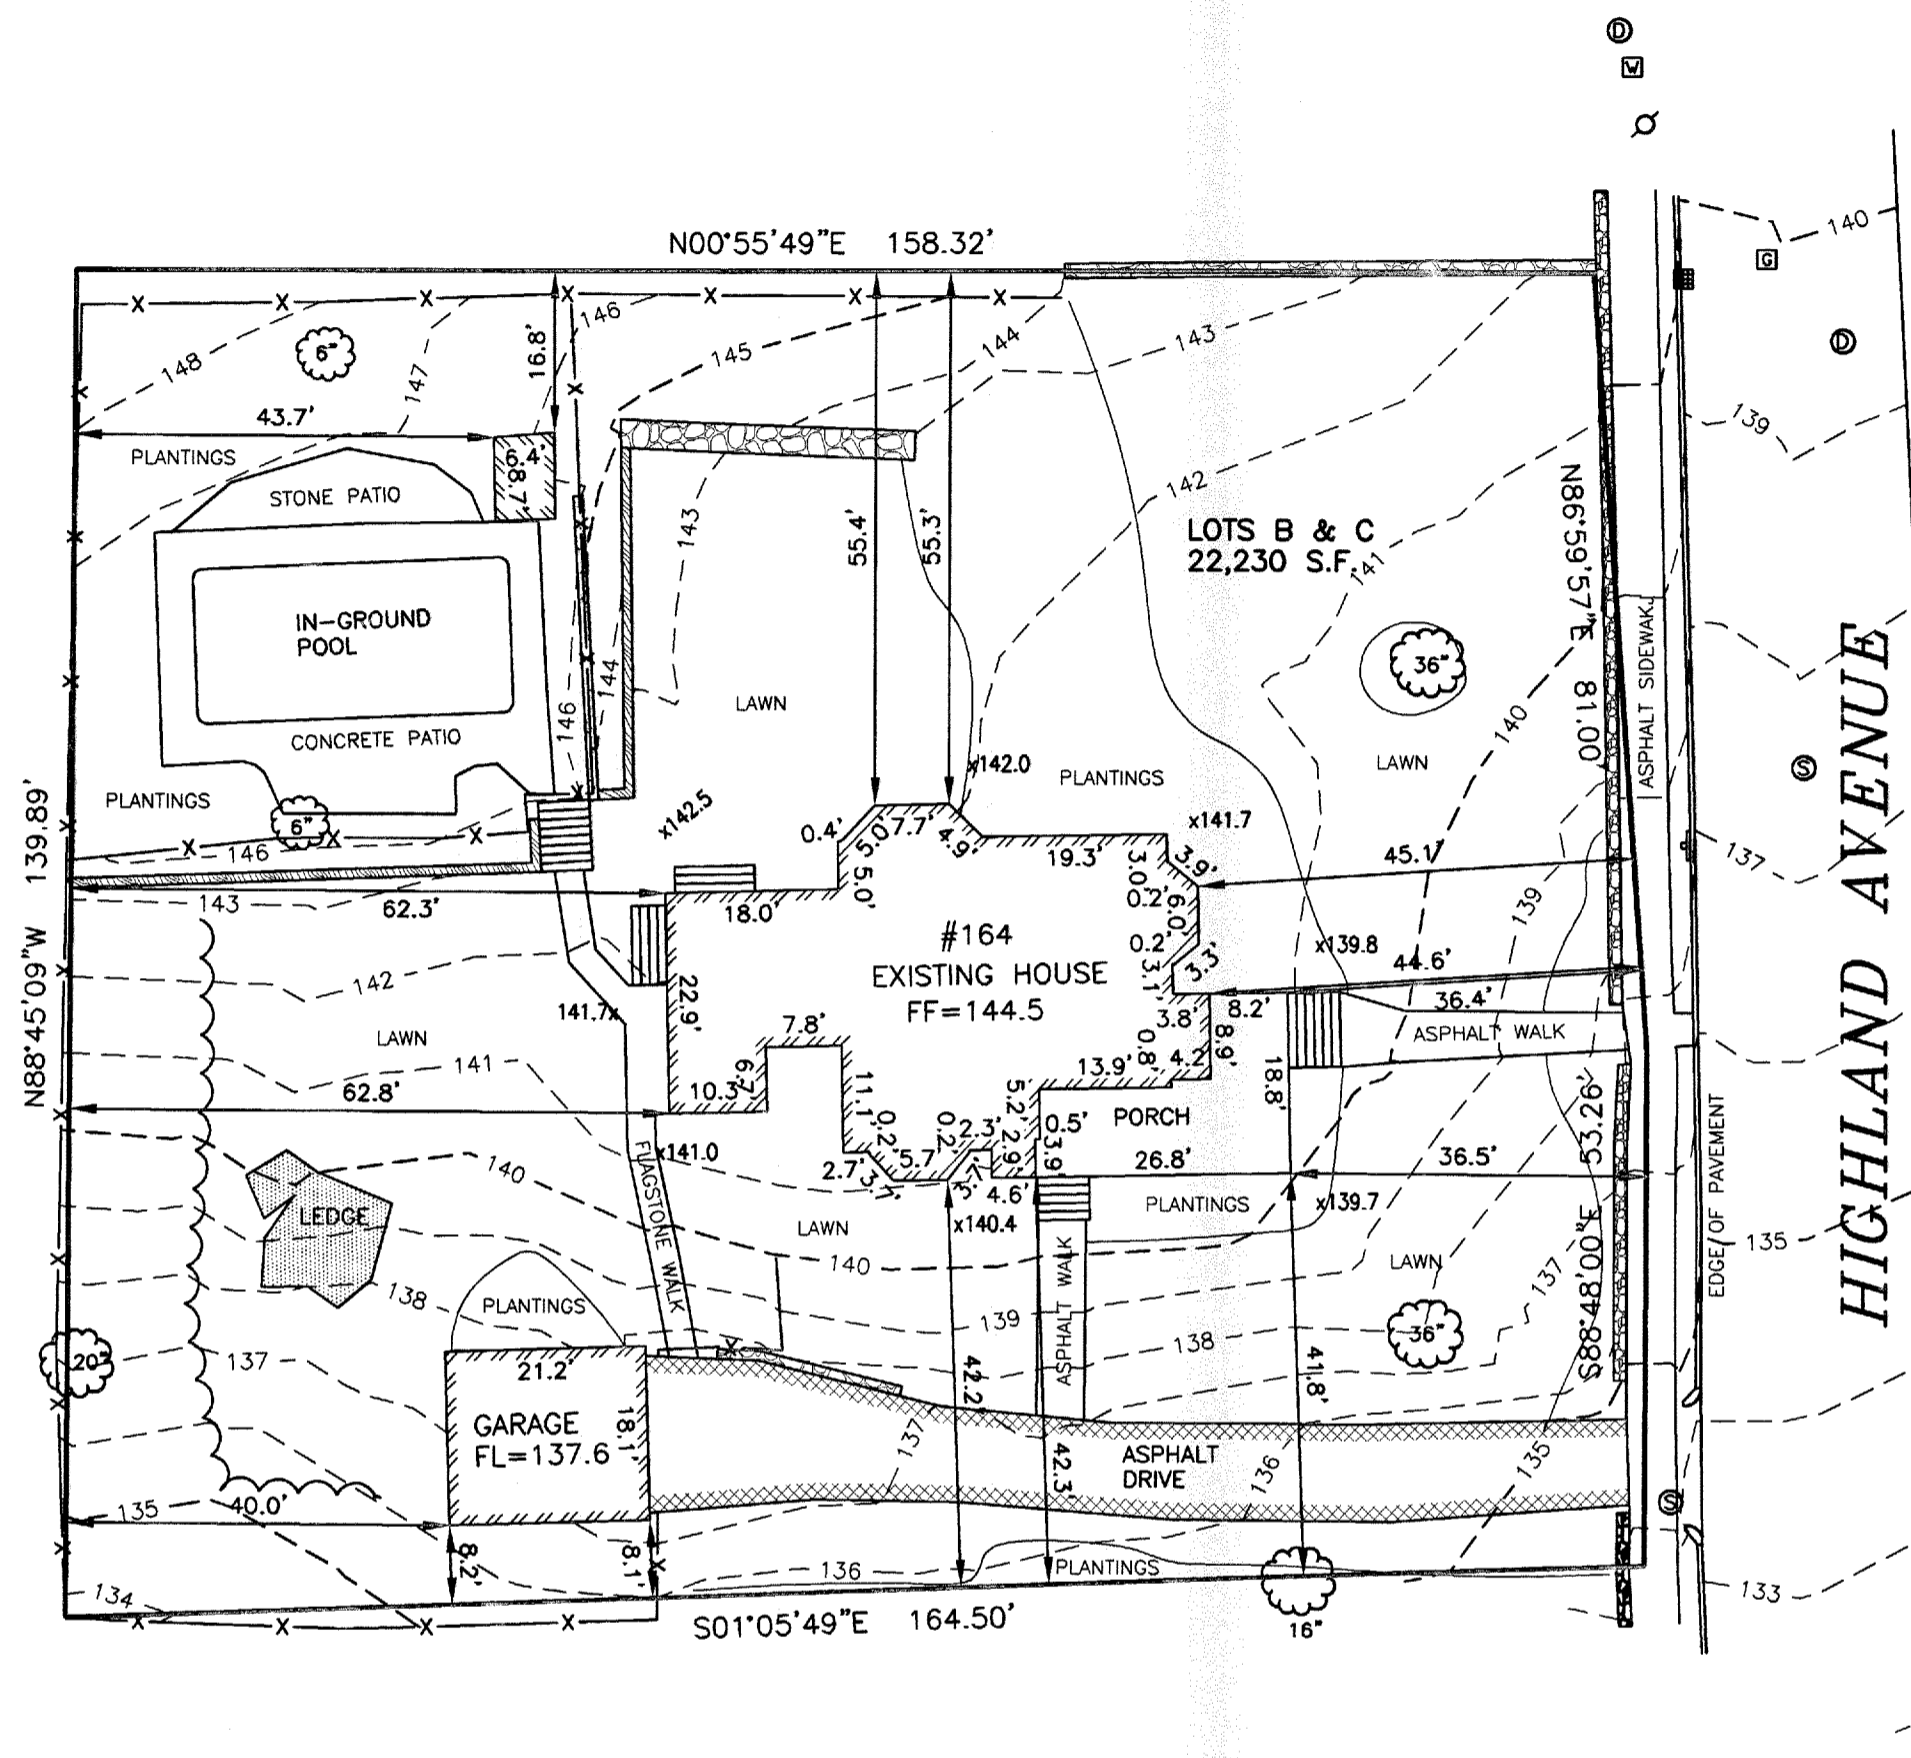 D
W
N00°55'49"E 158.32'
140
G
D
148
6"
147
16.8'
146
145
144
143
139
43.7'
PLANTINGS
6.4'
8.7'
STONE PATIO
142
143
55.4'
55.3'
LOTS B & C
22,230 S.F.
141
N86°59'57"E 81.00'
IN-GROUND
POOL
ASPHALT SIDEWAK
36"
144
146
LAWN
140
CONCRETE PATIO
x142.0
PLANTINGS
LAWN
S
HIGHLAND AVENUE
PLANTINGS
6"
x142.5
0.4'
5.0'
7.7'
4.9'
19.3'
x141.7
3.0'
3.9'
45.1'
137
146
N88°45'09"W 139.89'
143
62.3'
18.0'
5.0'
0.2'
6.0'
139
#164
EXISTING HOUSE
FF=144.5
0.2'
3.3'
3.1'
x139.8
44.6'
142
141.7x
22.9'
3.8'
8.2'
36.4'
ASPHALT WALK
LAWN
141
7.8'
8.9'
0.8'
4.2'
62.8'
10.3'
6.7'
11.1'
13.9'
18.8'
5.2'
0.5'
PORCH
53.26'
EDGE/OF PAVEMENT
0.2'
0.2'
2.3'
2.9'
3.9'
x141.0
140
2.7'
5.7'
4.6'
26.8'
36.5'
FLAGSTONE WALK
LEDGE
LAWN
x140.4
PLANTINGS
x139.7
135
140
ASPHALT WALK
LAWN
137
S88°48'00"E
138
PLANTINGS
139
138
36"
20"
137
21.2'
42.2'
41.8'
GARAGE
FL=137.6
18.1'
137
42.3'
ASPHALT
DRIVE
136
135
135
40.0'
S
8.2'
8.1'
136
PLANTINGS
134
133
S01°05'49"E 164.50'
16"